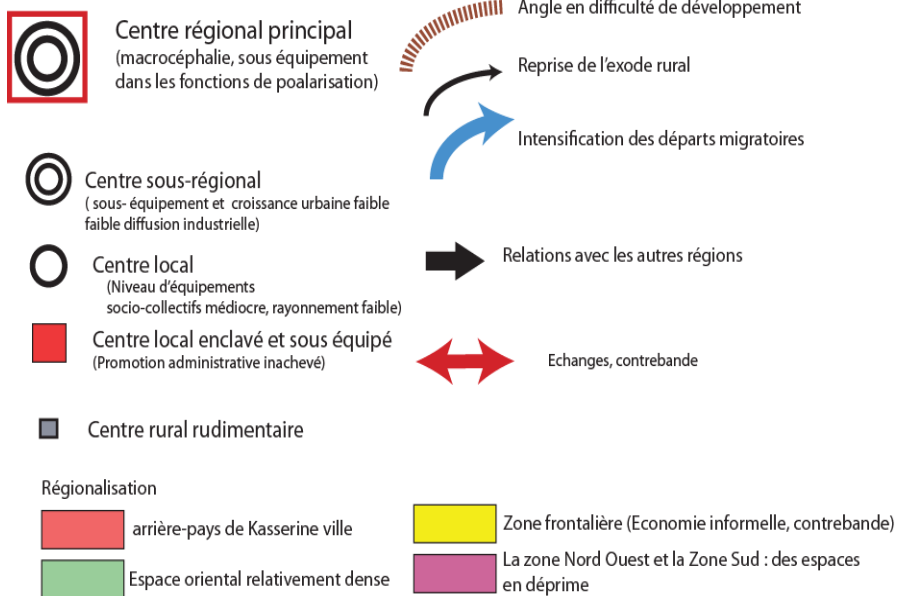 Centre régional principal
(macrocéphalie, sous équipement
dans les fonctions de poalarisation)
Centre sous-régional
( sous- équipement et croissance urbaine faible
faible diffusion industrielle)
Centre local
(Niveau d'équipements
socio-collectifs médiocre, rayonnement faible)
Centre local enclavé et sous équipé
(Promotion administrative inachevé)
Centre rural rudimentaire
Angle en difficulté de développement
Reprise de l'exode rural
Intensification des départs migratoires
Relations avec les autres régions
Echanges, contrebande
Régionalisation
arrière-pays de Kasserine ville
Espace oriental relativement dense
Zone frontalière (Economie informelle, contrebande)
La zone Nord Ouest et la Zone Sud : des espaces
en déprime